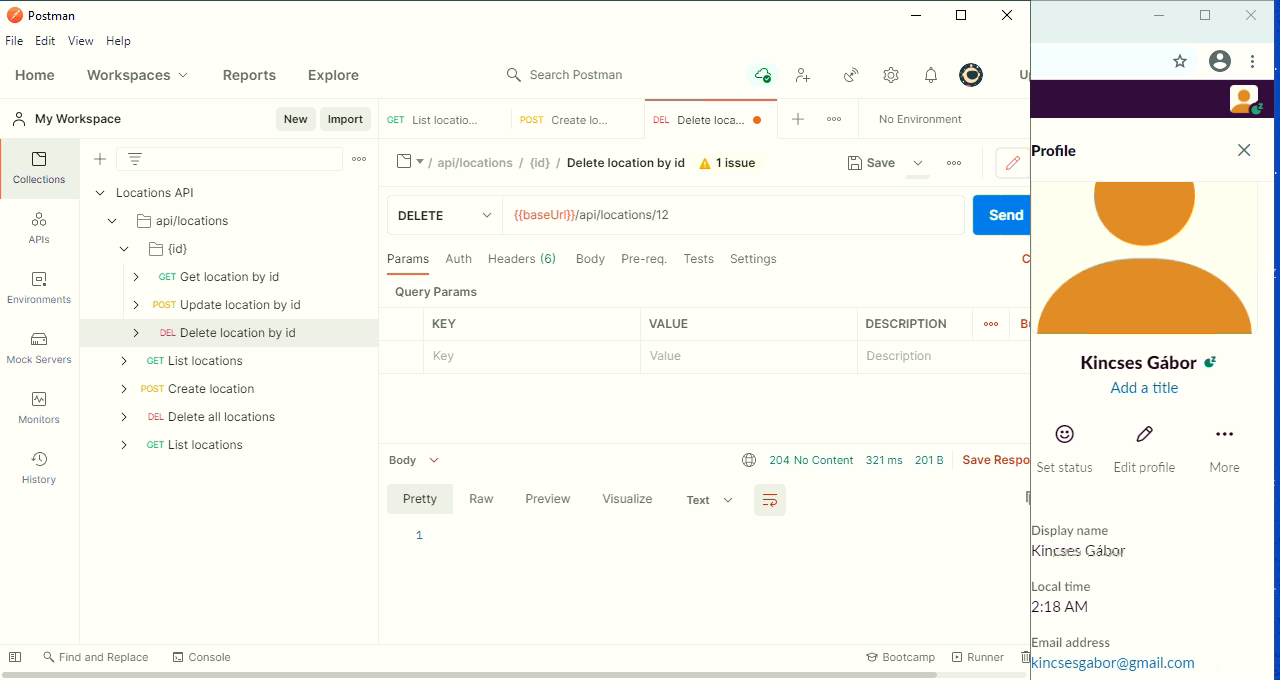 Postman
File Edit View Help
Home Workspaces Reports Explore Search Postman
My Workspace New Import
GET List locatio... POST Create lo... DEL Delete loca... No Environment
Collections
APIs
Environments
Mock Servers
Monitors
History
Locations API
api/locations
{id}
GET Get location by id
POST Update location by id
DEL Delete location by id
GET List locations
POST Create location
DEL Delete all locations
GET List locations
/ api/locations / {id} / Delete location by id 1 issue Save
DELETE {{baseUrl}}/api/locations/12 Send
Params Auth Headers (6) Body Pre-req. Tests Settings
Query Params
KEY VALUE DESCRIPTION
Key Value Description
Body 204 No Content 321 ms 201 B Save Respo
Pretty Raw Preview Visualize Text
1
Find and Replace Console Bootcamp Runner
Profile
Kincses Gábor
Add a title
Set status Edit profile More
Display name
Kincses Gábor
Local time
2:18 AM
Email address
kincsesgabor@gmail.com